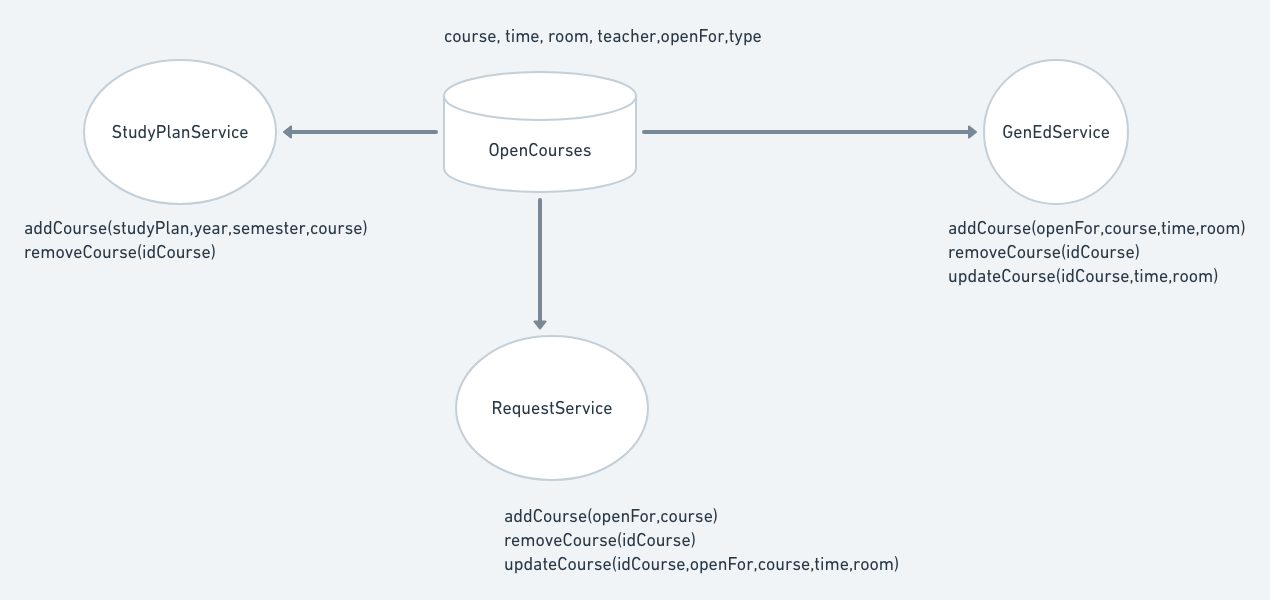 course, time, room, teacher,openFor,type
StudyPlanService
OpenCourses
GenEdService
addCourse(studyPlan,year,semester,course)
removeCourse(idCourse)
addCourse(openFor,course,time,room)
removeCourse(idCourse)
updateCourse(idCourse,time,room)
RequestService
addCourse(openFor,course)
removeCourse(idCourse)
updateCourse(idCourse,openFor,course,time,room)